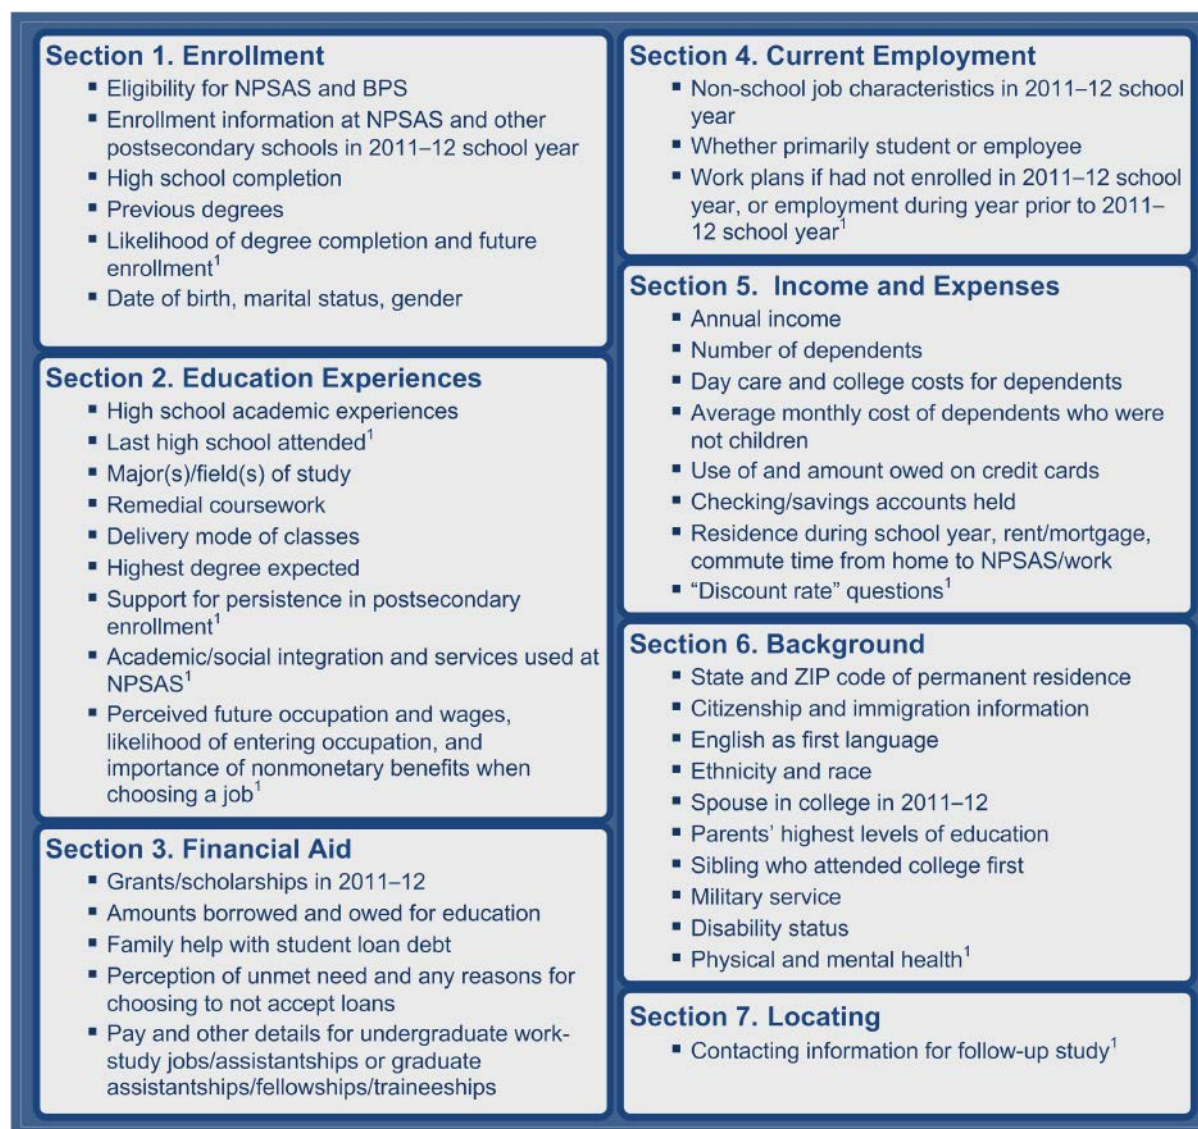 Section 1. Enrollment
▪ Eligibility for NPSAS and BPS
▪ Enrollment information at NPSAS and other
postsecondary schools in 2011–12 school year
▪ High school completion
▪ Previous degrees
▪ Likelihood of degree completion and future
enrollment¹
▪ Date of birth, marital status, gender
Section 2. Education Experiences
▪ High school academic experiences
▪ Last high school attended¹
▪ Major(s)/field(s) of study
▪ Remedial coursework
▪ Delivery mode of classes
▪ Highest degree expected
▪ Support for persistence in postsecondary
enrollment¹
▪ Academic/social integration and services used at
NPSAS¹
▪ Perceived future occupation and wages,
likelihood of entering occupation, and
importance of nonmonetary benefits when
choosing a job¹
Section 3. Financial Aid
▪ Grants/scholarships in 2011–12
▪ Amounts borrowed and owed for education
▪ Family help with student loan debt
▪ Perception of unmet need and any reasons for
choosing to not accept loans
▪ Pay and other details for undergraduate work-
study jobs/assistantships or graduate
assistantships/fellowships/traineeships
Section 4. Current Employment
▪ Non-school job characteristics in 2011–12 school
year
▪ Whether primarily student or employee
▪ Work plans if had not enrolled in 2011–12 school
year, or employment during year prior to 2011–
12 school year¹
Section 5. Income and Expenses
▪ Annual income
▪ Number of dependents
▪ Day care and college costs for dependents
▪ Average monthly cost of dependents who were
not children
▪ Use of and amount owed on credit cards
▪ Checking/savings accounts held
▪ Residence during school year, rent/mortgage,
commute time from home to NPSAS/work
▪ “Discount rate” questions¹
Section 6. Background
▪ State and ZIP code of permanent residence
▪ Citizenship and immigration information
▪ English as first language
▪ Ethnicity and race
▪ Spouse in college in 2011–12
▪ Parents’ highest levels of education
▪ Sibling who attended college first
▪ Military service
▪ Disability status
▪ Physical and mental health¹
Section 7. Locating
▪ Contacting information for follow-up study¹